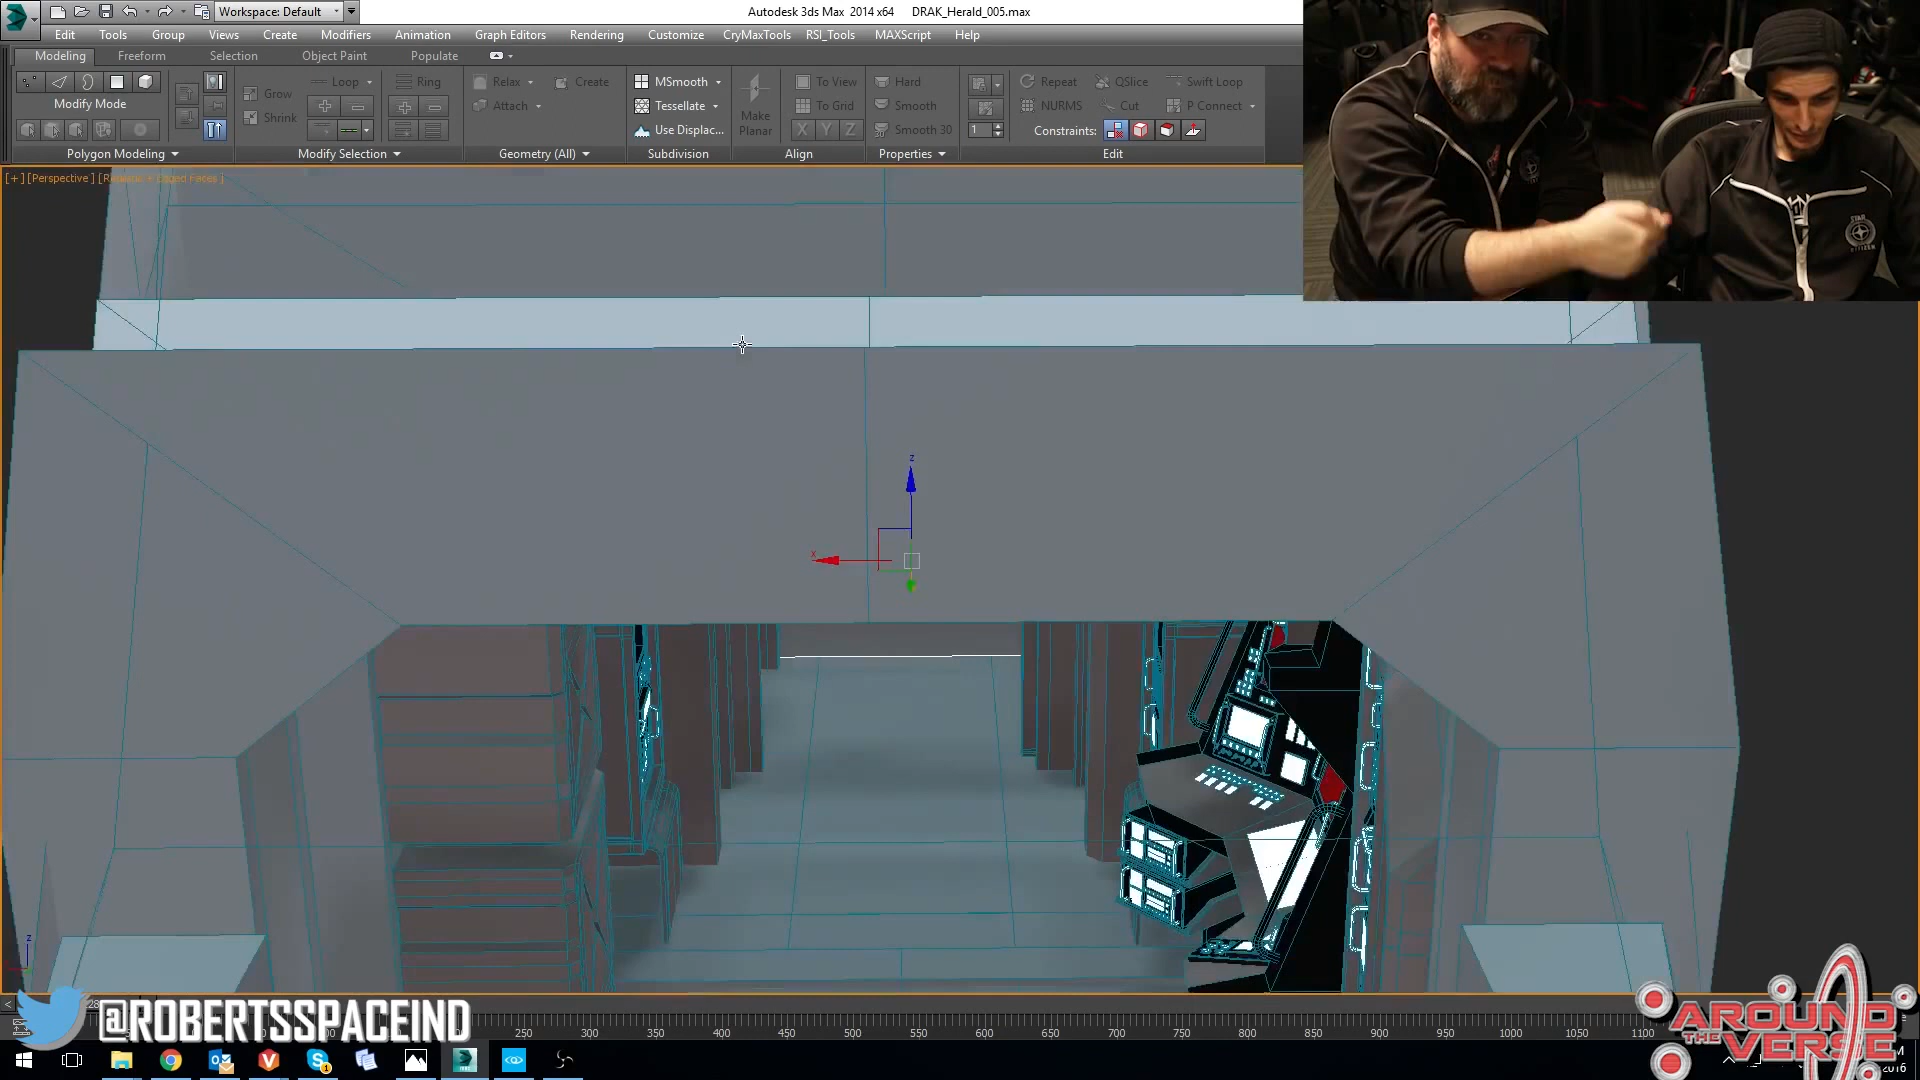 Workspace: Default
Autodesk 3ds Max 2014 x64 DRAK_Herald_005.max
Edit Tools Group Views Create Modifiers Animation Graph Editors Rendering Customize CryMaxTools RSI_Tools MAXScript Help
Modeling Freeform Selection Object Paint Populate
Loop Ring Relax Create MSmooth To View Hard Repeat QSlice Swift Loop
Grow
Modify Mode Attach Tessellate To Grid Smooth NURMS Cut P Connect
Shrink Make
Planar
Use Displac... X Y Z Smooth 30 1 Constraints:
Polygon Modeling Modify Selection Geometry (All) Subdivision Align Properties Edit
[+] [Perspective]
z
x
STAR
z
@ROBERTSSPACEIND
250 300 350 400 450 500 550 600 650 700 750 800 850 900 950 1000 1050 1100
AROUND
THE VERSE